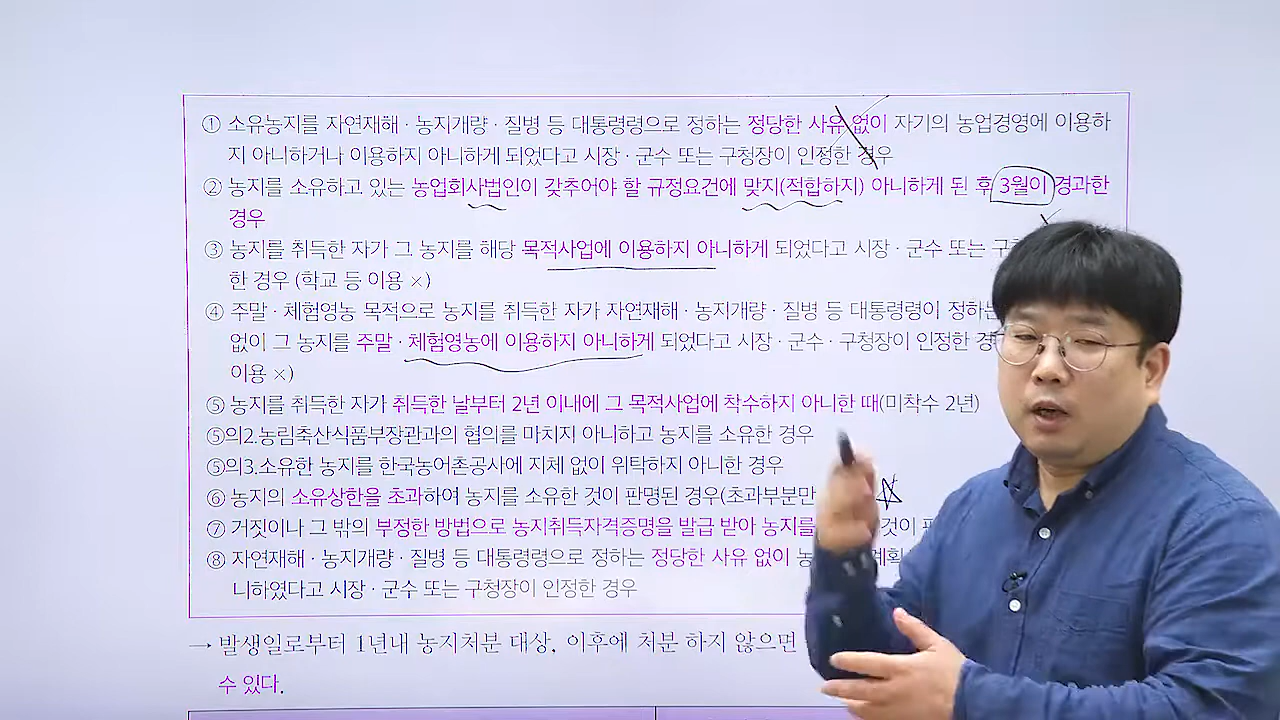 ① 소유농지를 자연재해 · 농지개량 · 질병 등 대통령령으로 정하는 정당한 사유 없이 자기의 농업경영에 이용하
지 아니하거나 이용하지 아니하게 되었다고 시장 · 군수 또는 구청장이 인정한 경우
② 농지를 소유하고 있는 농업회사법인이 갖추어야 할 규정요건에 맞지(적합하지) 아니하게 된 후 3월이 경과한
경우
③ 농지를 취득한 자가 그 농지를 해당 목적사업에 이용하지 아니하게 되었다고 시장 · 군수 또는
한 경우 (학교 등 이용 ×)
④ 주말 · 체험영농 목적으로 농지를 취득한 자가 자연재해 · 농지개량 · 질병 등 대통령령이 정하는
없이 그 농지를 주말 · 체험영농에 이용하지 아니하게 되었다고 시장 · 군수 · 구청장이 인정한
이용 ×)
⑤ 농지를 취득한 자가 취득한 날부터 2년 이내에 그 목적사업에 착수하지 아니한 때(미착수 2년)
⑤의2.농림축산식품부장관과의 협의를 마치지 아니하고 농지를 소유한 경우
⑤의3.소유한 농지를 한국농어촌공사에 지체 없이 위탁하지 아니한 경우
⑥ 농지의 소유상한을 초과하여 농지를 소유한 것이 판명된 경우(초과부분만
⑦ 거짓이나 그 밖의 부정한 방법으로 농지취득자격증명을 발급 받아 농지를 것이
⑧ 자연재해 · 농지개량 · 질병 등 대통령령으로 정하는 정당한 사유 없이
니하였다고 시장 · 군수 또는 구청장이 인정한 경우
→ 발생일로부터 1년내 농지처분 대상, 이후에 처분 하지 않으면
수 있다.